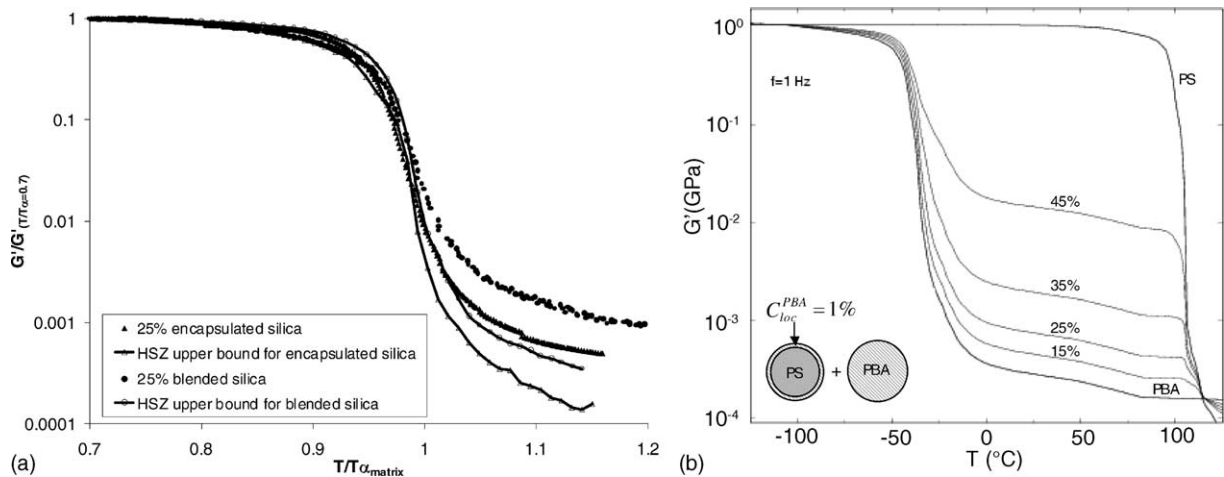 1
0.1
0.01
0.001
0.0001
G'/G'(T/Tα=0.7)
25% encapsulated silica
HSZ upper bound for encapsulated silica
25% blended silica
HSZ upper bound for blended silica
0.7 0.8 0.9 1 1.1 1.2
T/Tαmatrix
(a)
10⁰
10⁻¹
10⁻²
10⁻³
10⁻⁴
G'(GPa)
f=1 Hz
PS
45%
35%
25%
15%
PBA
C_loc^PBA =1%
PS + PBA
-100 -50 0 50 100
T (°C)
(b)